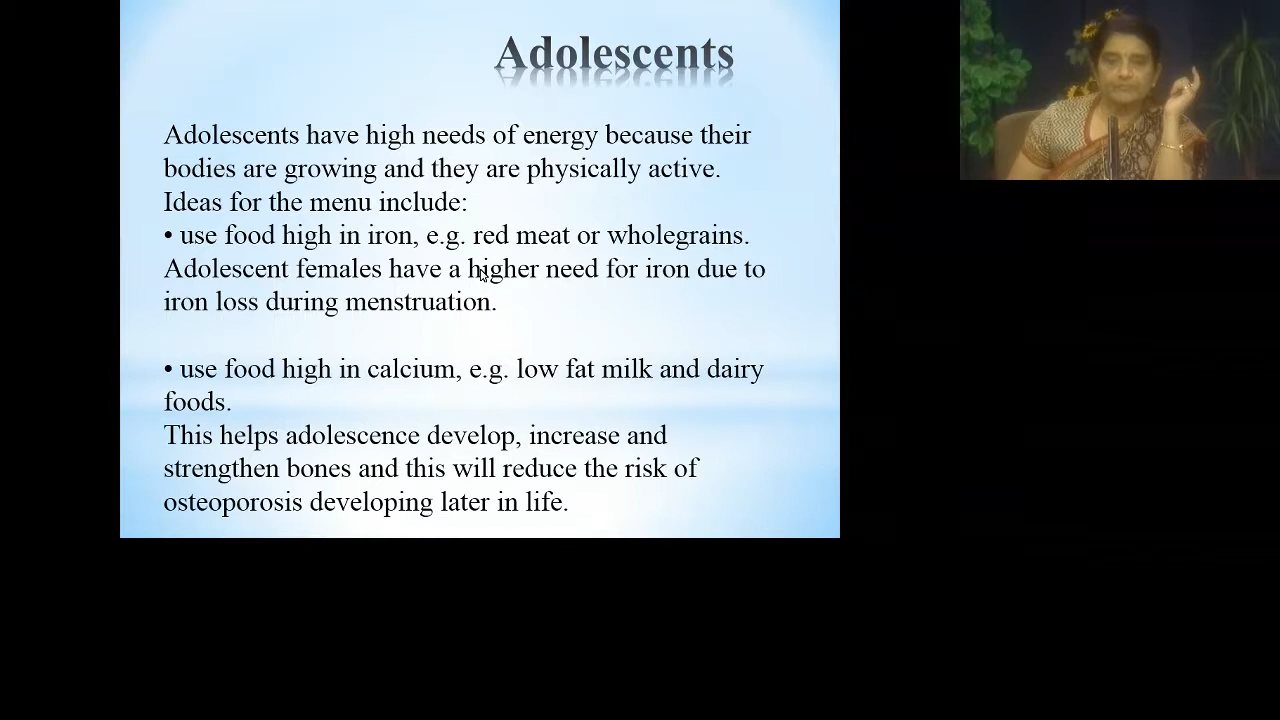 Adolescents
Adolescents have high needs of energy because their
bodies are growing and they are physically active.
Ideas for the menu include:
• use food high in iron, e.g. red meat or wholegrains.
Adolescent females have a higher need for iron due to
iron loss during menstruation.
• use food high in calcium, e.g. low fat milk and dairy
foods.
This helps adolescence develop, increase and
strengthen bones and this will reduce the risk of
osteoporosis developing later in life.